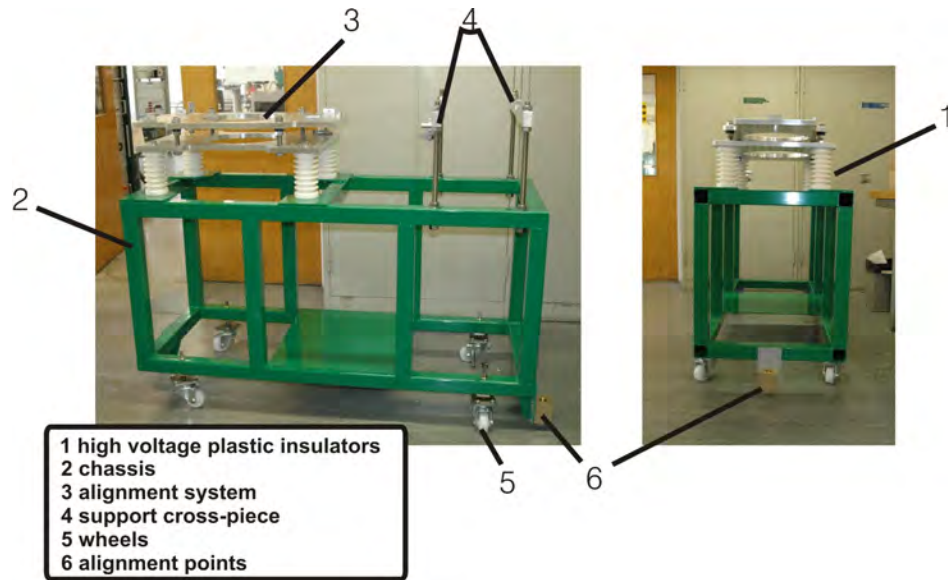 3
4
1
2
5
6
1 high voltage plastic insulators
2 chassis
3 alignment system
4 support cross-piece
5 wheels
6 alignment points